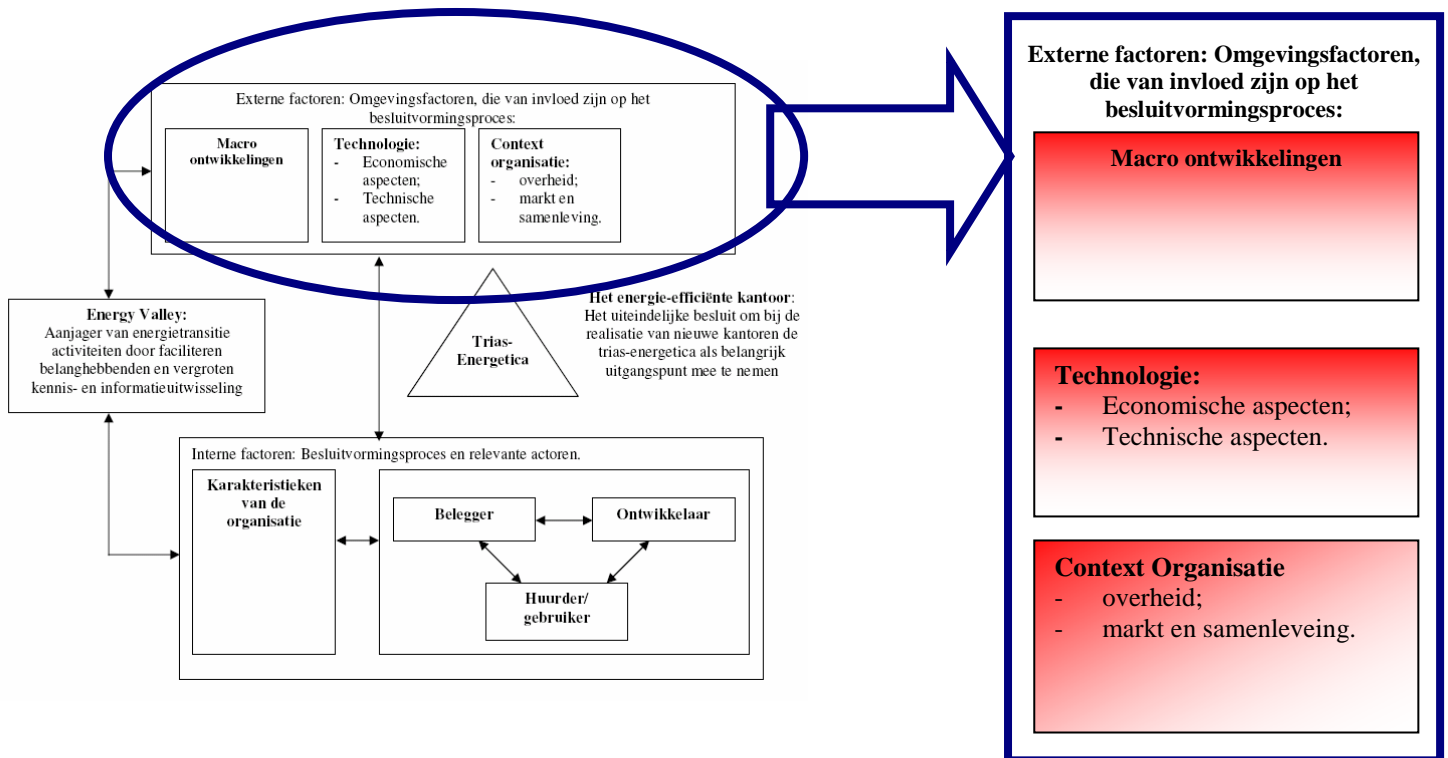 Externe factoren: Omgevingsfactoren, die van invloed zijn op het
besluitvormingsproces:
Macro
ontwikkelingen
Technologie:
- Economische
aspecten;
- Technische
aspecten.
Context
organisatie:
- overheid;
- markt en
samenleving.
Energy Valley:
Aanjager van energietransitie
activiteiten door faciliteren
belanghebbenden en vergroten
kennis- en informatieuitwisseling
Trias-
Energetica
Het energie-efficiënte kantoor:
Het uiteindelijke besluit om bij de
realisatie van nieuwe kantoren de
trias-energetica als belangrijk
uitgangspunt mee te nemen
Interne factoren: Besluitvormingsproces en relevante actoren.
Karakteristieken
van de
organisatie
Belegger
Ontwikkelaar
Huurder/
gebruiker
Externe factoren: Omgevingsfactoren,
die van invloed zijn op het
besluitvormingsproces:
Macro ontwikkelingen
Technologie:
- Economische aspecten;
- Technische aspecten.
Context Organisatie
- overheid;
- markt en samenleveing.